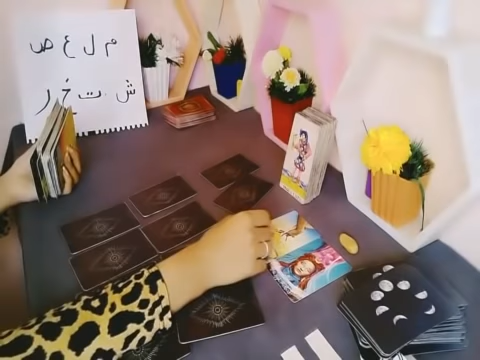 م ل ع ص
ش ت خ ر